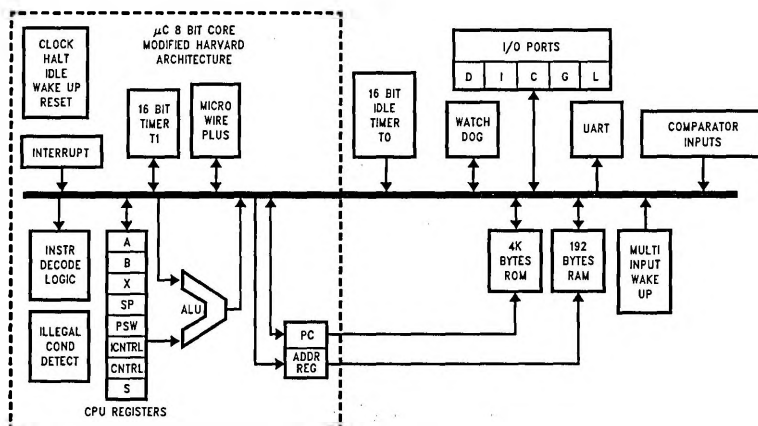 CLOCK
HALT
IDLE
WAKE UP
RESET
μC 8 BIT CORE
MODIFIED HARVARD
ARCHITECTURE
INTERRUPT
16 BIT
TIMER
T1
MICRO
WIRE
PLUS
16 BIT
IDLE
TIMER
T0
WATCH
DOG
I/O PORTS
D I C G L
UART
COMPARATOR
INPUTS
INSTR
DECODE
LOGIC
ILLEGAL
COND
DETECT
A
B
X
SP
PSW
ICNTRL
CNTRL
S
CPU REGISTERS
ALU
PC
ADDR
REG
4K
BYTES
ROM
192
BYTES
RAM
MULTI
INPUT
WAKE
UP